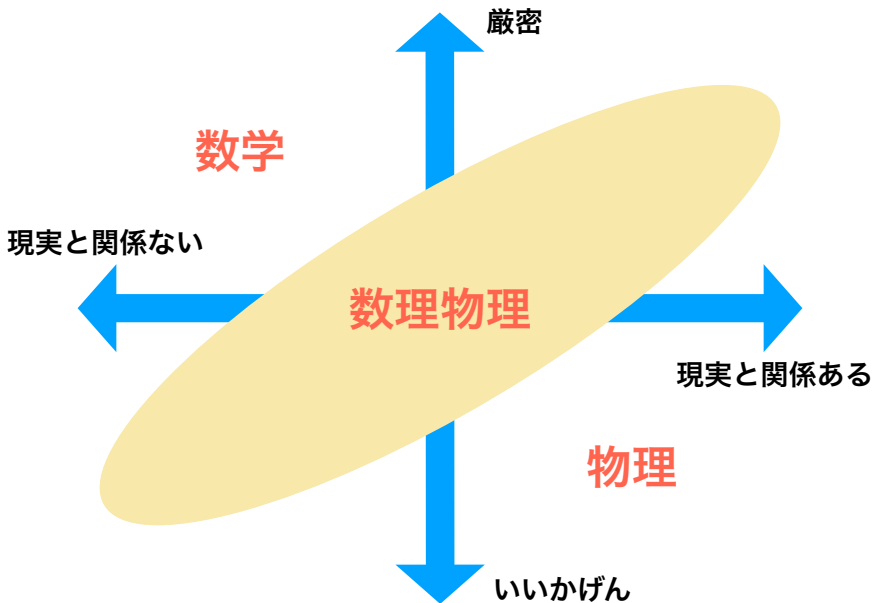 厳密
数学
現実と関係ない
数理物理
現実と関係ある
物理
いいかげん